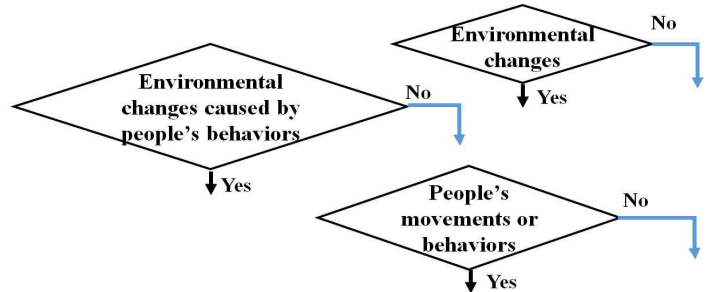 Environmental
changes caused by
people's behaviors
No
Yes
Environmental
changes
No
Yes
People's
movements or
behaviors
No
Yes